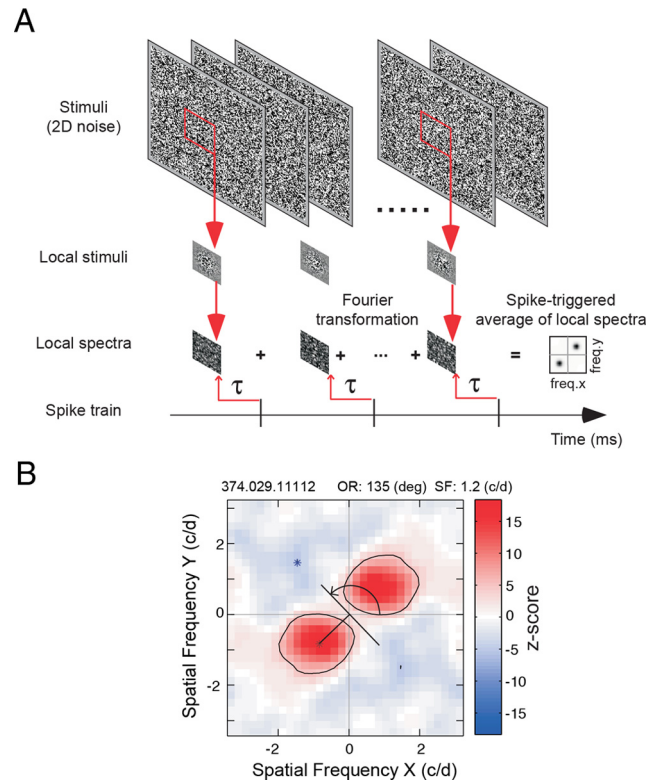 A
Stimuli
(2D noise)
Local stimuli
Fourier
transformation
Spike-triggered
average of local spectra
Local spectra
+ + ... + =
freq.y
freq.x
τ τ τ
Spike train
Time (ms)
B
374.029.11112 OR: 135 (deg) SF: 1.2 (c/d)
Spatial Frequency Y (c/d)
2
0
-2
-2 0 2
Spatial Frequency X (c/d)
15
10
5
0
-5
-10
-15
z-score